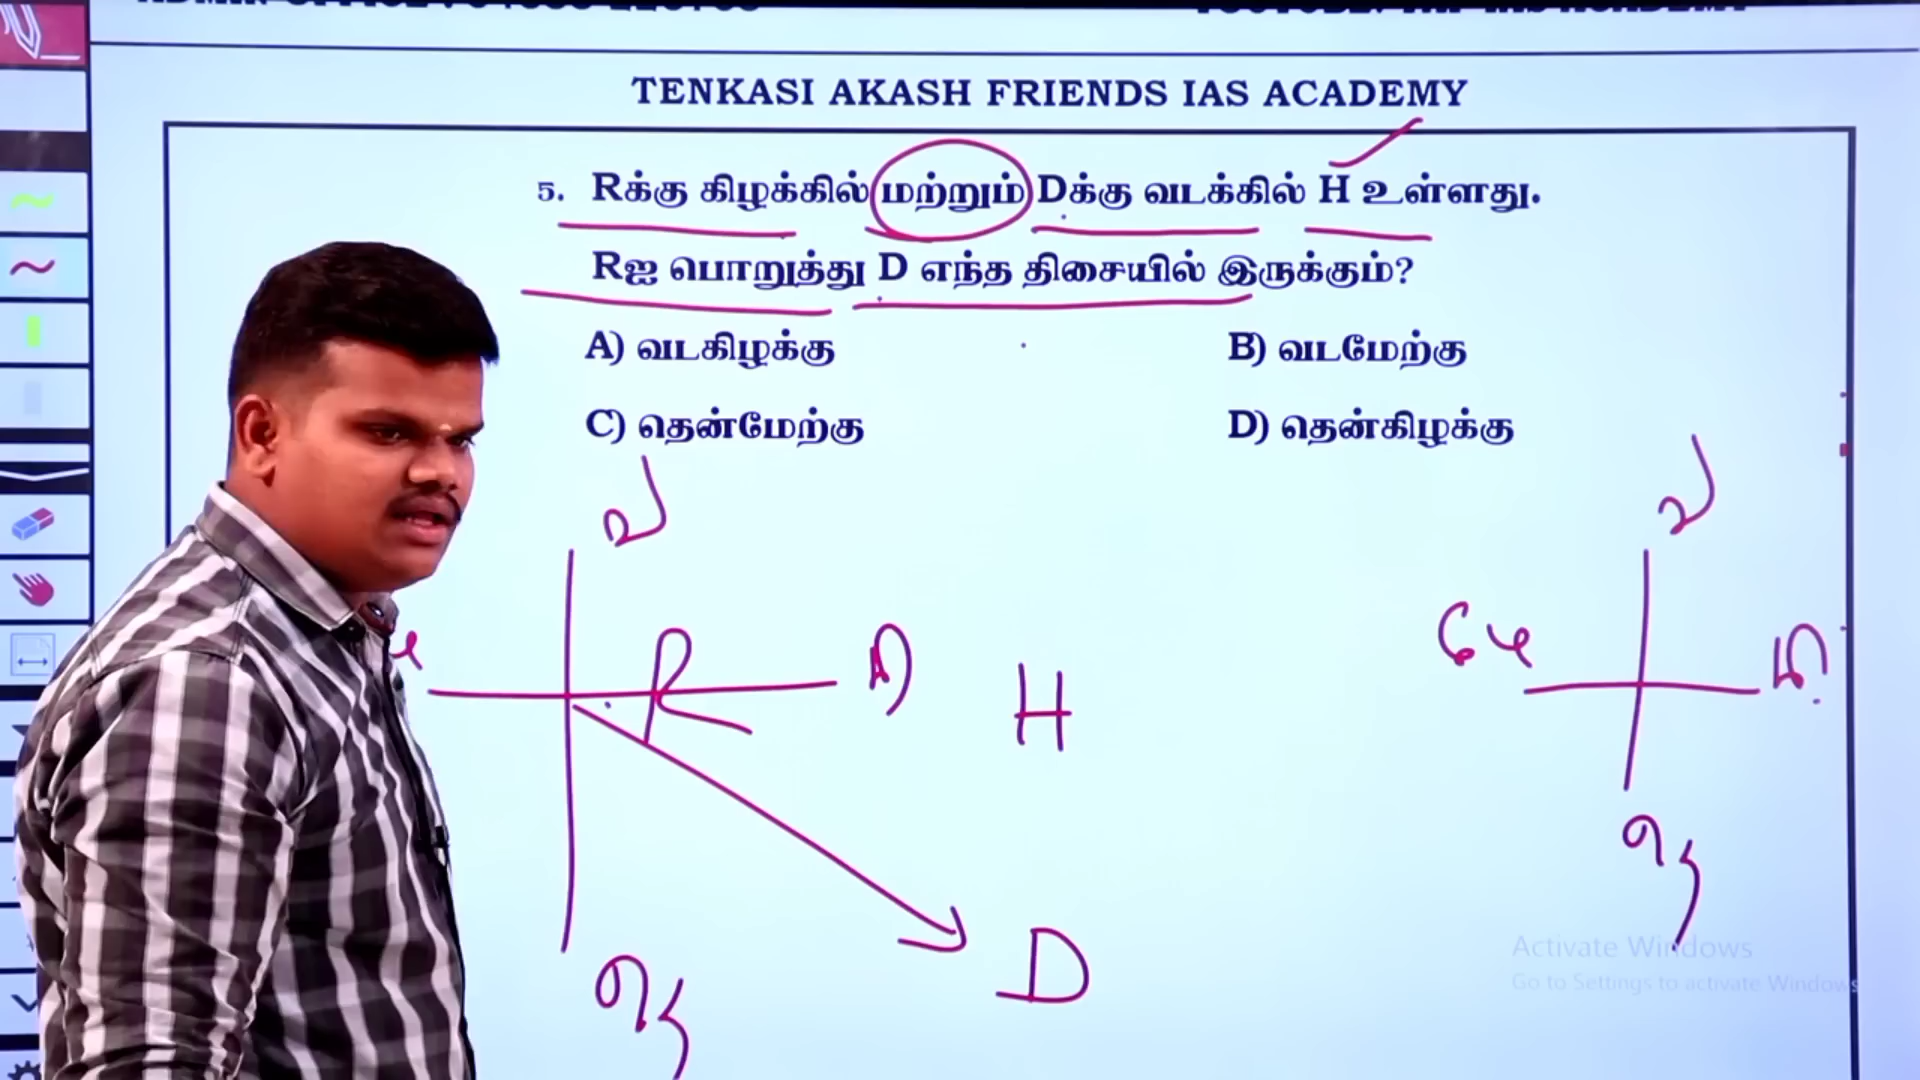 TENKASI AKASH FRIENDS IAS ACADEMY
5. Rக்கு கிழக்கில் மற்றும் Dக்கு வடக்கில் H உள்ளது.
Rஐ பொறுத்து D எந்த திசையில் இருக்கும்?
A) வடகிழக்கு
B) வடமேற்கு
C) தென்மேற்கு
D) தென்கிழக்கு
வ
வ
R
H
மே
கி
D
தெ
தெ
Activate Windows
Go to Settings to activate Windows